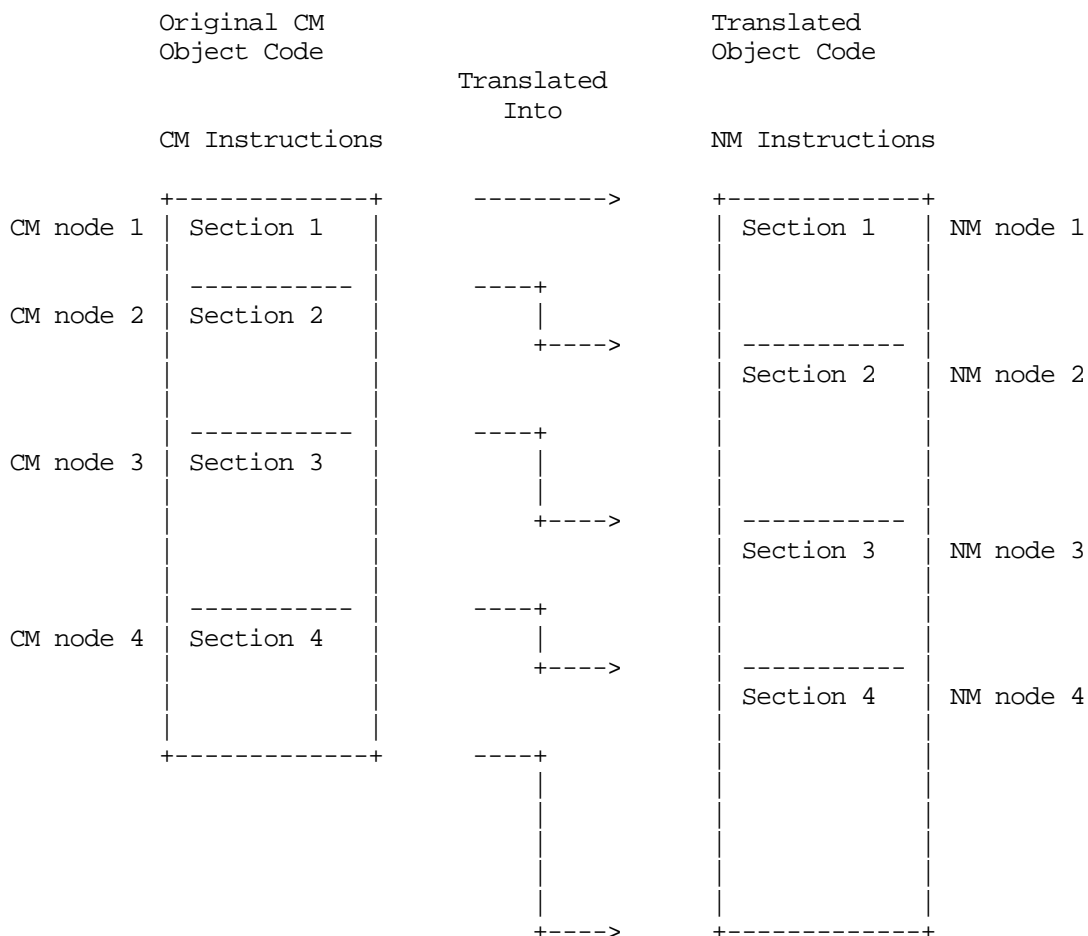 Original CM Translated
Object Code Object Code
Translated
Into
CM Instructions NM Instructions
+-------------+ ---------> +-------------+
CM node 1 | Section 1 | | Section 1 | NM node 1
| | | |
| ----------- | ----+ | |
CM node 2 | Section 2 | | | |
| | +----> | ----------- |
| | | Section 2 | NM node 2
| | | |
| ----------- | ----+ | |
CM node 3 | Section 3 | | | |
| | | | |
| | +----> | ----------- |
| | | Section 3 | NM node 3
| | | |
| ----------- | ----+ | |
CM node 4 | Section 4 | | | |
| | +----> | ----------- |
| | | Section 4 | NM node 4
| | | |
+-------------+ ----+ | |
| | |
| | |
| | |
| | |
| | |
+----> +-------------+